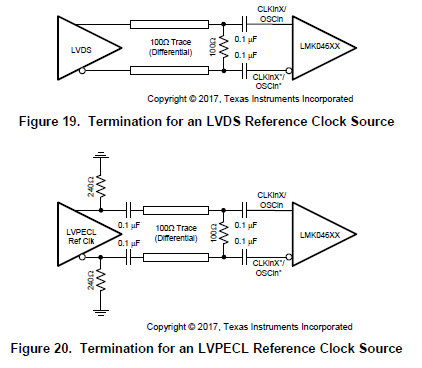 CLKinX/
OSCin
LVDS
100Ω Trace
(Differential)
100Ω
0.1 µF
0.1 µF
LMK046XX
CLKinX*/
OSCin*
Copyright © 2017, Texas Instruments Incorporated
Figure 19. Termination for an LVDS Reference Clock Source
240Ω
CLKinX/
OSCin
LVPECL
Ref Clk
0.1 µF
0.1 µF
100Ω Trace
(Differential)
100Ω
0.1 µF
0.1 µF
LMK046XX
CLKinX*/
OSCin*
240Ω
Copyright © 2017, Texas Instruments Incorporated
Figure 20. Termination for an LVPECL Reference Clock Source